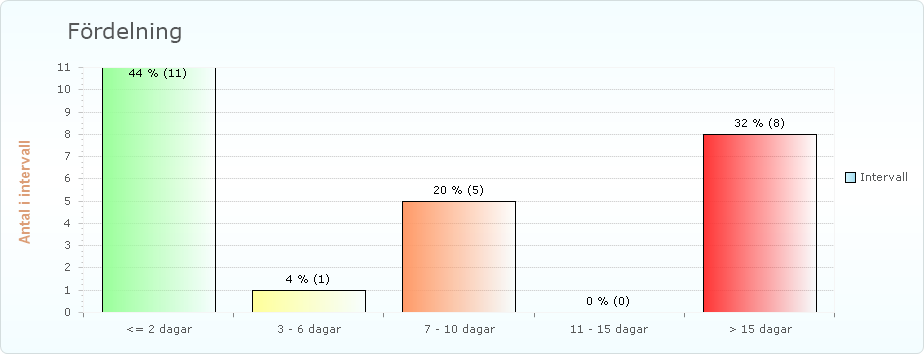 Fördelning
Antal i intervall
11
10
9
8
7
6
5
4
3
2
1
0
44 % (11)
4 % (1)
20 % (5)
0 % (0)
32 % (8)
<= 2 dagar
3 - 6 dagar
7 - 10 dagar
11 - 15 dagar
> 15 dagar
Intervall